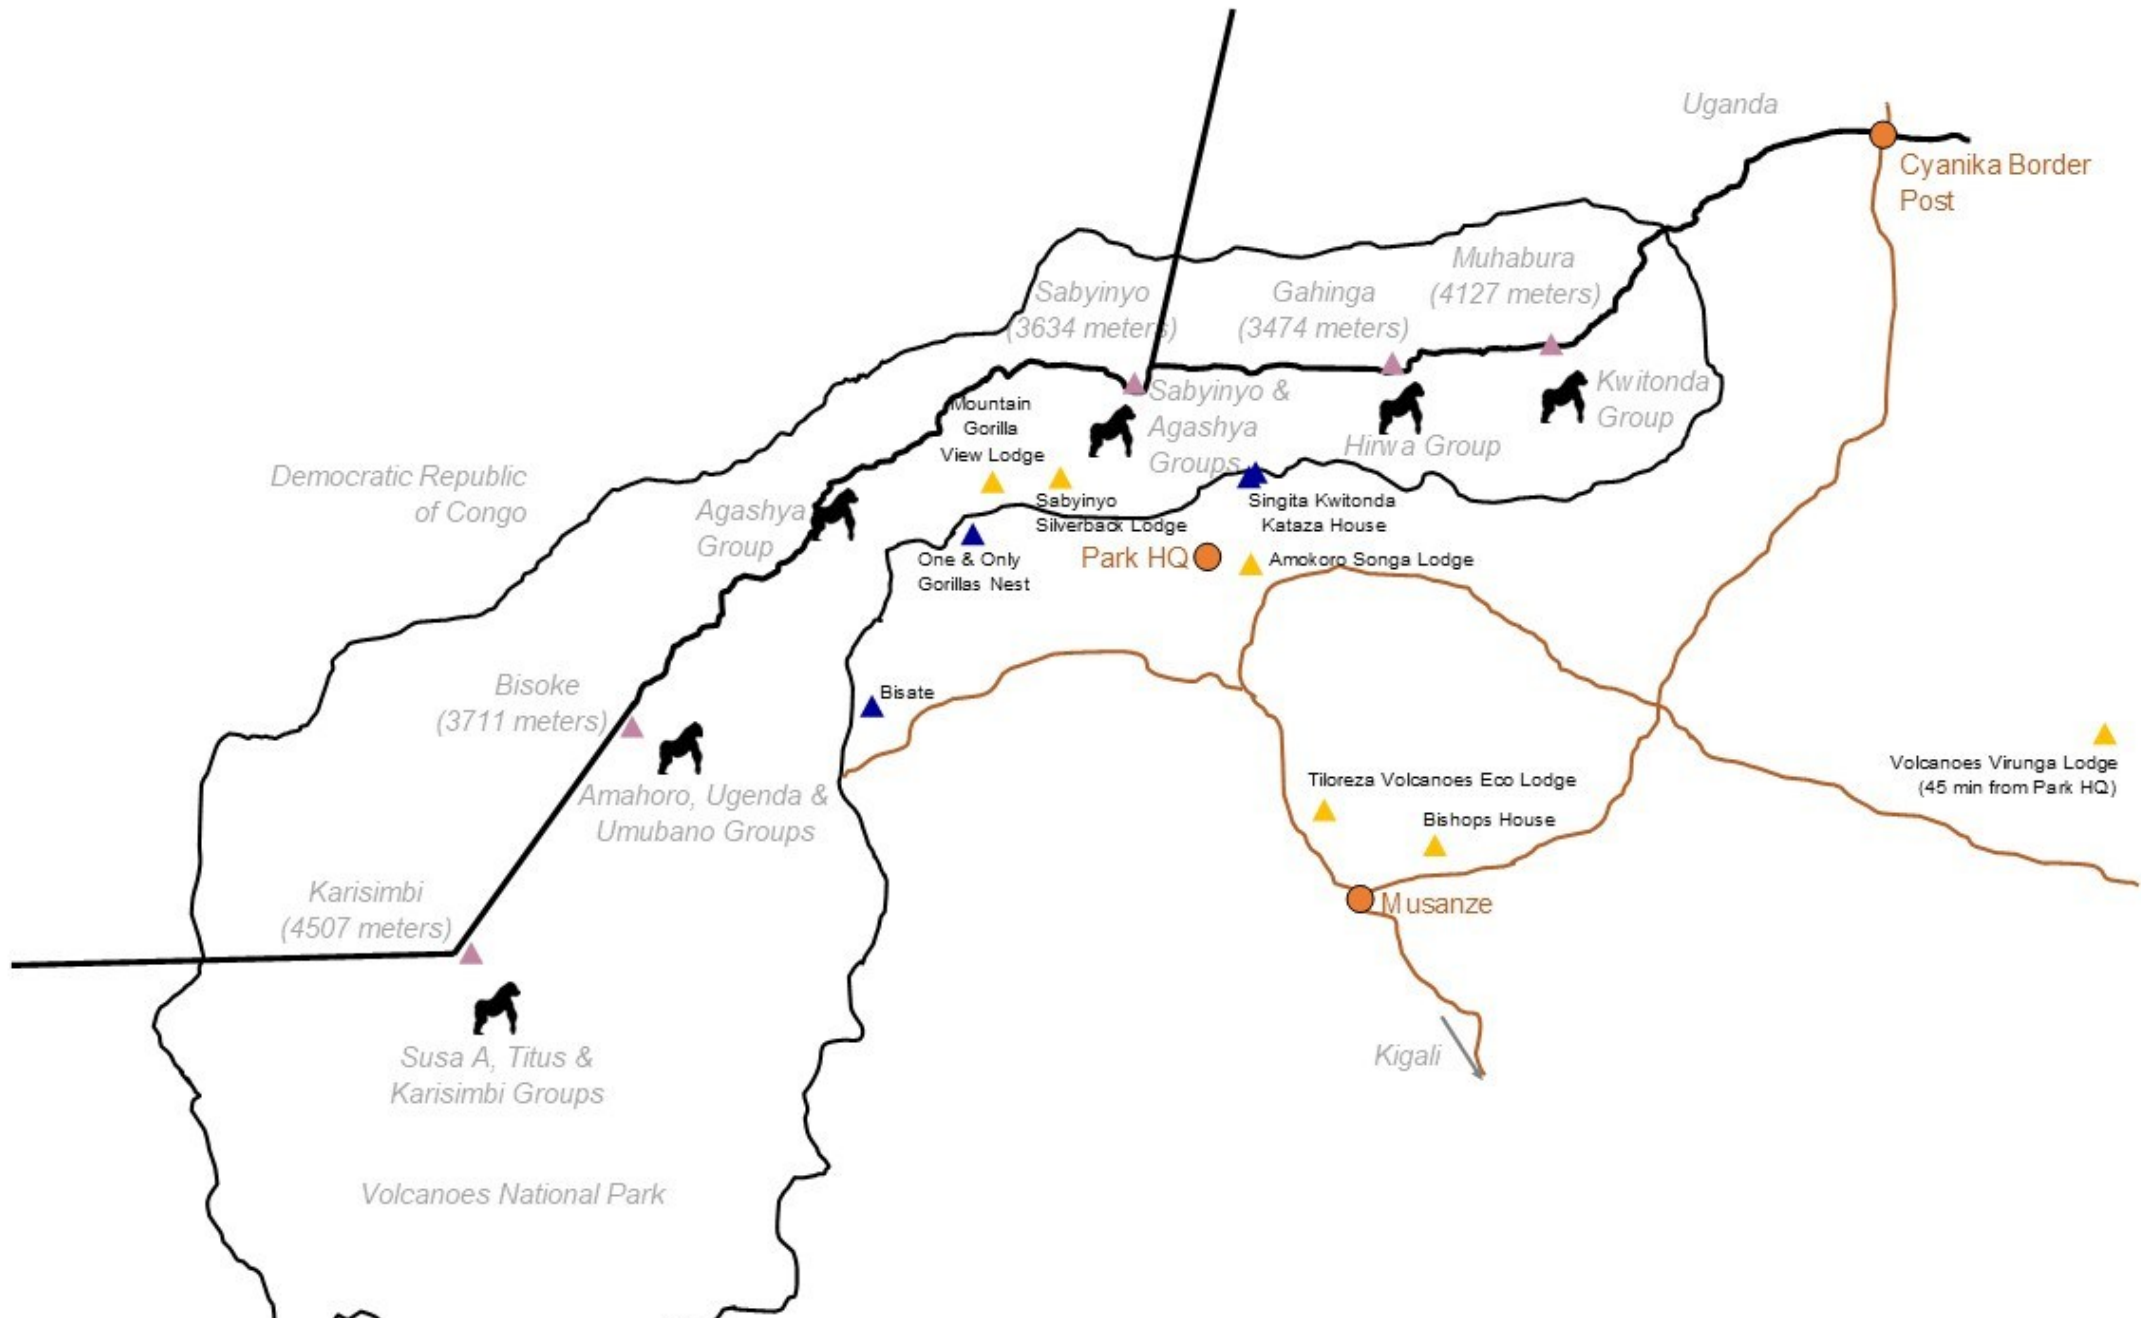 Uganda
Cyanika Border
Post
Muhabura
(4127 meters)
Gahinga
(3474 meters)
Sabyinyo
(3634 meters)
Kwitonda
Group
Sabyinyo &
Agashya
Groups
Hirwa Group
Mountain
Gorilla
View Lodge
Democratic Republic
of Congo
Agashya
Group
Sabyinyo
Silverback Lodge
Singita Kwitonda
Kataza House
Park HQ
Amokoro Songa Lodge
One & Only
Gorillas Nest
Bisoke
(3711 meters)
Bisate
Volcanoes Virunga Lodge
(45 min from Park HQ)
Tiloreza Volcanoes Eco Lodge
Bishops House
Amahoro, Ugenda &
Umubano Groups
Karisimbi
(4507 meters)
Musanze
Kigali
Susa A, Titus &
Karisimbi Groups
Volcanoes National Park